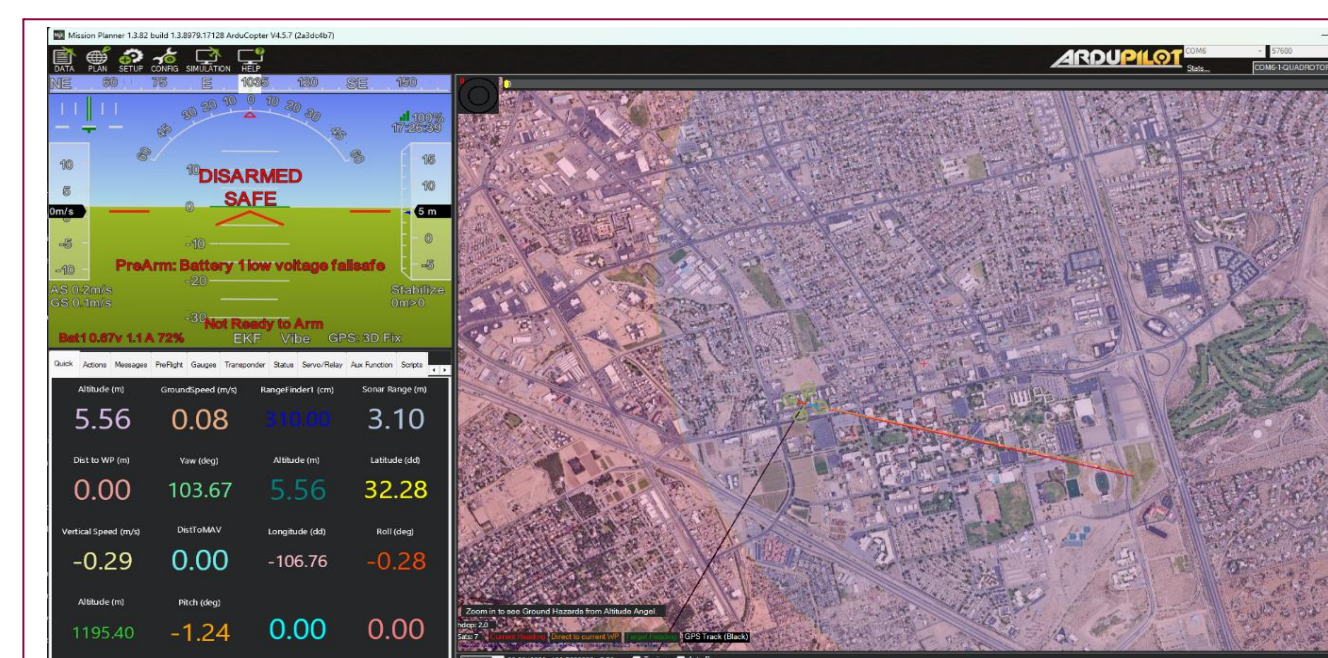 Mission Planner 1.3.82 build 1.3.8979.17128 ArduCopter V4.5.7 (2a3dc4b7)
DATA PLAN SETUP CONFIG SIMULATION HELP
ARDUPILOT
COM6 57600
Stats... COM6-1-QUADROTOR
NE 60 75 E 1035 120 SE 150
100%
17:26:39
DISARMED
SAFE
0m/s
5 m
PreArm: Battery 1 low voltage failsafe
AS 0.2m/s Stabilize
GS 0.1m/s 0m>0
Not Ready to Arm
Bat1 0.67v 1.1 A 72% EKF Vibe GPS: 3D Fix
Quick Actions Messages PreFlight Gauges Transponder Status Servo/Relay Aux Function Scripts
Altitude (m) GroundSpeed (m/s) RangeFinder1 (cm) Sonar Range (m)
5.56 0.08 310.00 3.10
Dist to WP (m) Yaw (deg) Altitude (m) Latitude (dd)
0.00 103.67 5.56 32.28
Vertical Speed (m/s) DistToMAV Longitude (dd) Roll (deg)
-0.29 0.00 -106.76 -0.28
Altitude (m) Pitch (deg)
1195.40 -1.24 0.00 0.00
Zoom in to see Ground Hazards from Altitude Angel.
hdop: 2.0
Sats: 7 Current Heading Direct to current WP Target Heading GPS Track (Black)